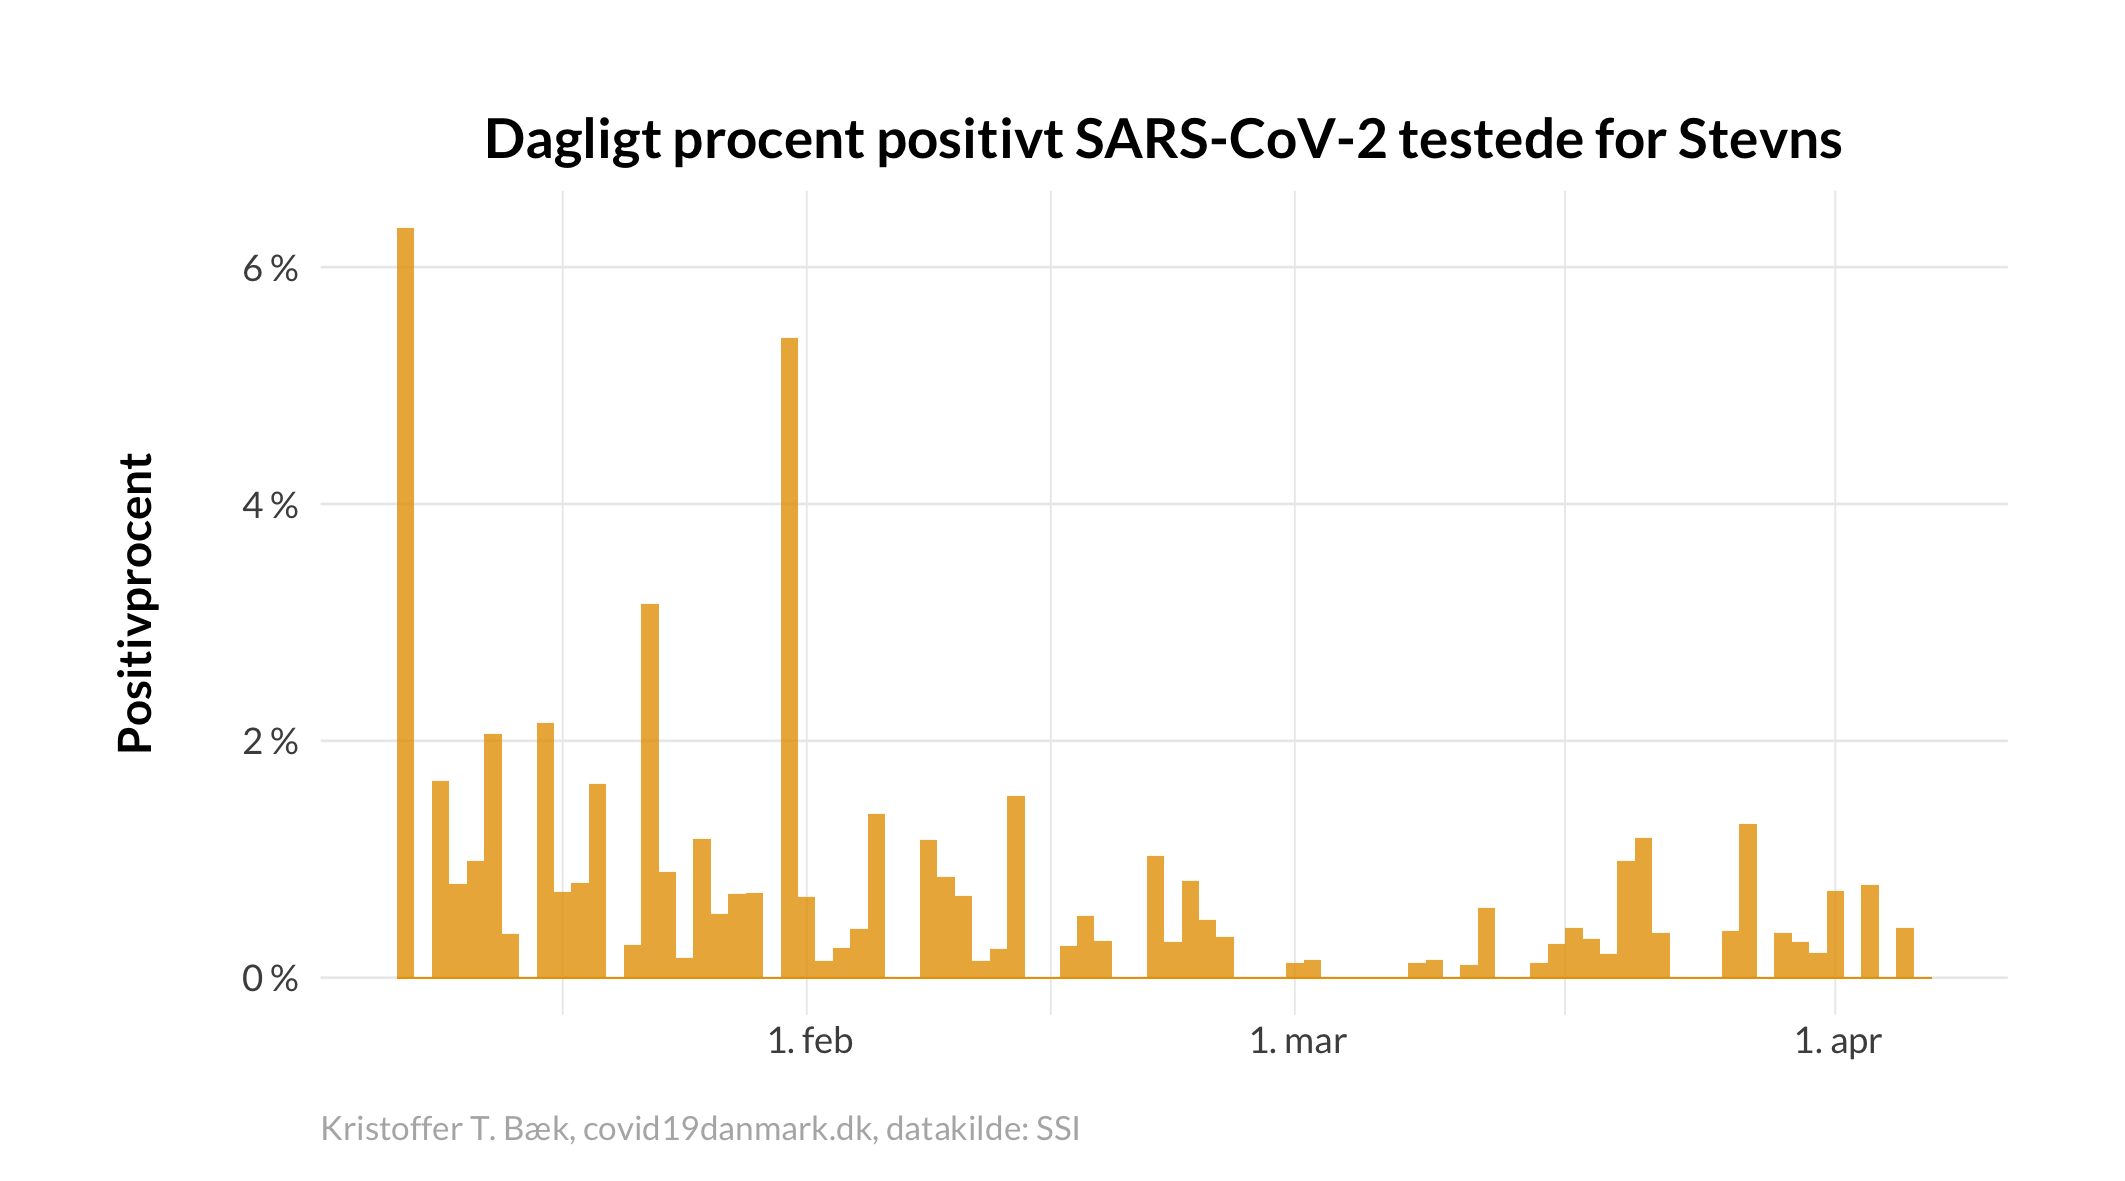 Dagligt procent positivt SARS-CoV-2 testede for Stevns
Positivprocent
6 %
4 %
2 %
0 %
1. feb
1. mar
1. apr
Kristoffer T. Bæk, covid19danmark.dk, datakilde: SSI